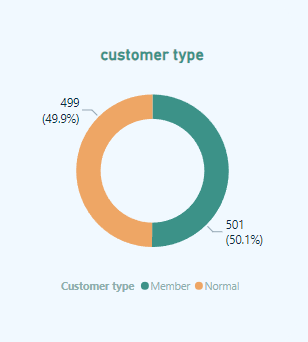 customer type
499
(49.9%)
501
(50.1%)
Customer type Member Normal